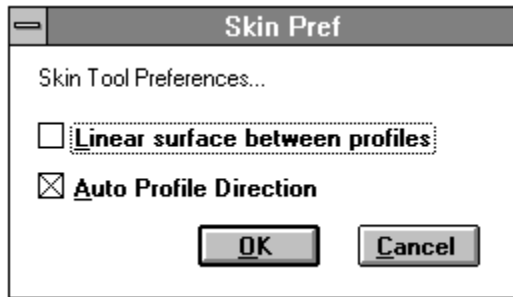 Skin Pref
Skin Tool Preferences...
Linear surface between profiles
Auto Profile Direction
OK
Cancel